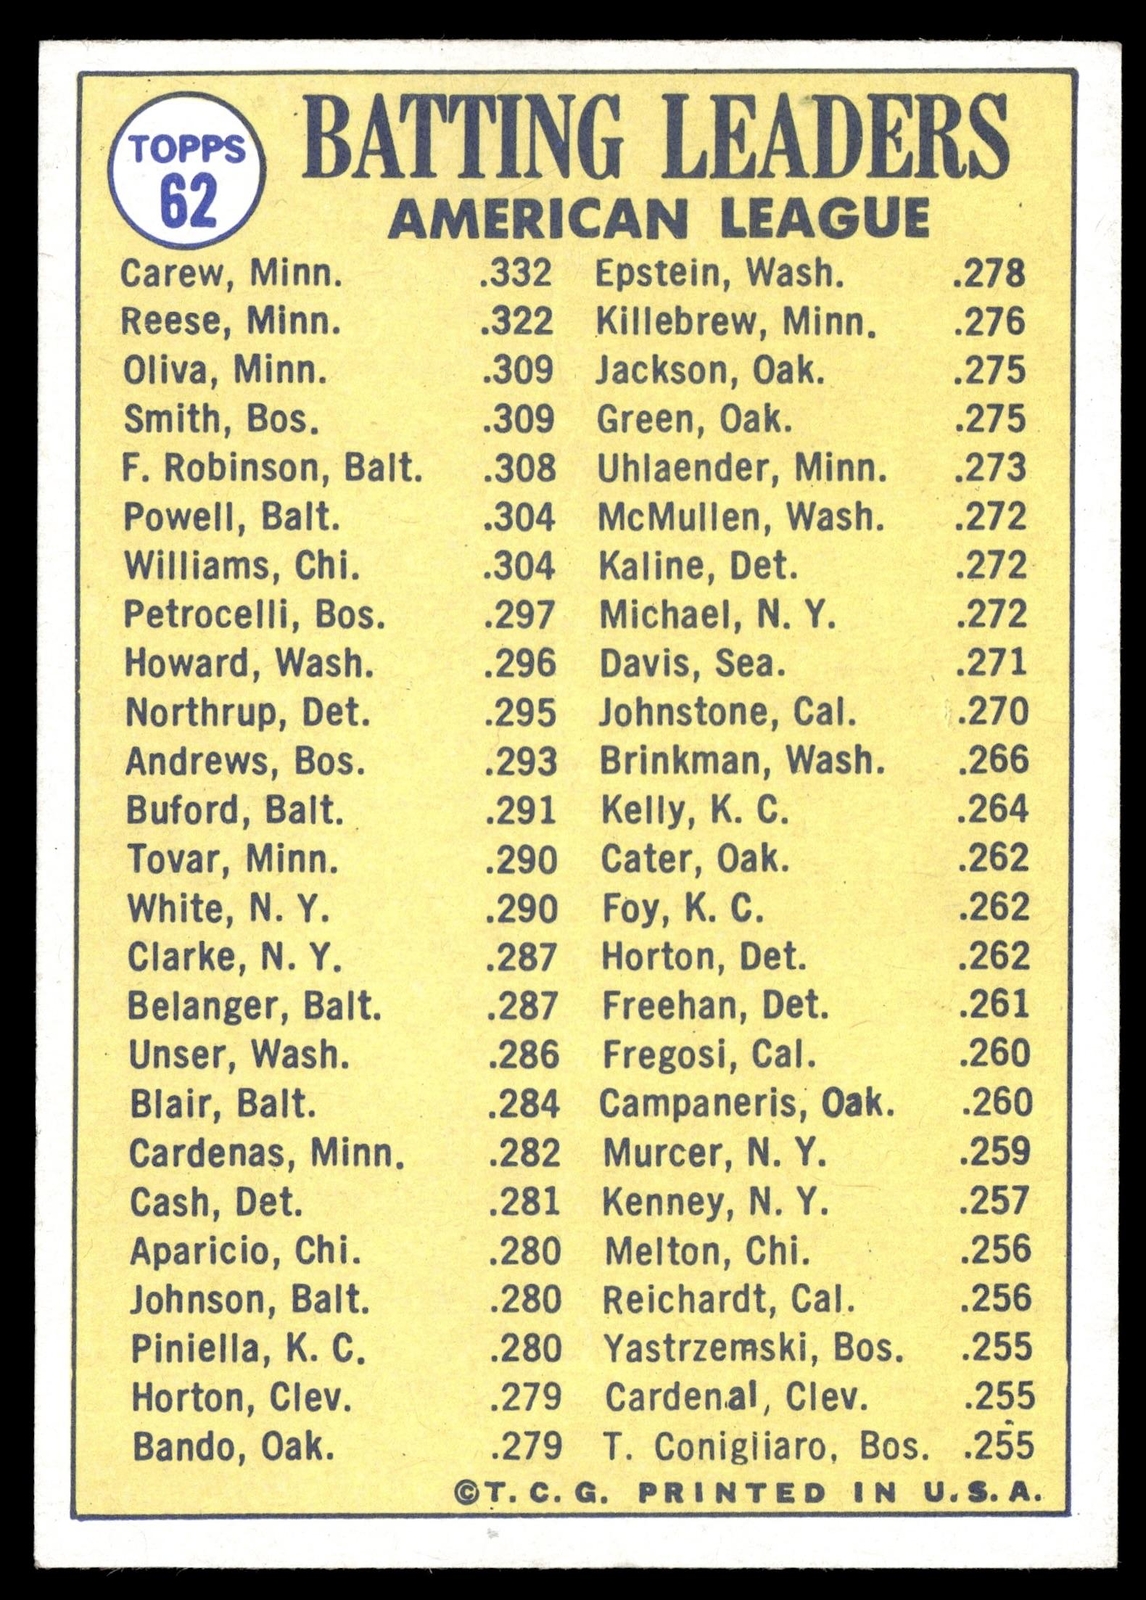 TOPPS
62
BATTING LEADERS
AMERICAN LEAGUE
Carew, Minn. .332 Epstein, Wash. .278
Reese, Minn. .322 Killebrew, Minn. .276
Oliva, Minn. .309 Jackson, Oak. .275
Smith, Bos. .309 Green, Oak. .275
F. Robinson, Balt. .308 Uhlaender, Minn. .273
Powell, Balt. .304 McMullen, Wash. .272
Williams, Chi. .304 Kaline, Det. .272
Petrocelli, Bos. .297 Michael, N. Y. .272
Howard, Wash. .296 Davis, Sea. .271
Northrup, Det. .295 Johnstone, Cal. .270
Andrews, Bos. .293 Brinkman, Wash. .266
Buford, Balt. .291 Kelly, K. C. .264
Tovar, Minn. .290 Cater, Oak. .262
White, N. Y. .290 Foy, K. C. .262
Clarke, N. Y. .287 Horton, Det. .262
Belanger, Balt. .287 Freehan, Det. .261
Unser, Wash. .286 Fregosi, Cal. .260
Blair, Balt. .284 Campaneris, Oak. .260
Cardenas, Minn. .282 Murcer, N. Y. .259
Cash, Det. .281 Kenney, N. Y. .257
Aparicio, Chi. .280 Melton, Chi. .256
Johnson, Balt. .280 Reichardt, Cal. .256
Piniella, K. C. .280 Yastrzemski, Bos. .255
Horton, Clev. .279 Cardenal, Clev. .255
Bando, Oak. .279 T. Conigliaro, Bos. .255
©T. C. G. PRINTED IN U.S.A.